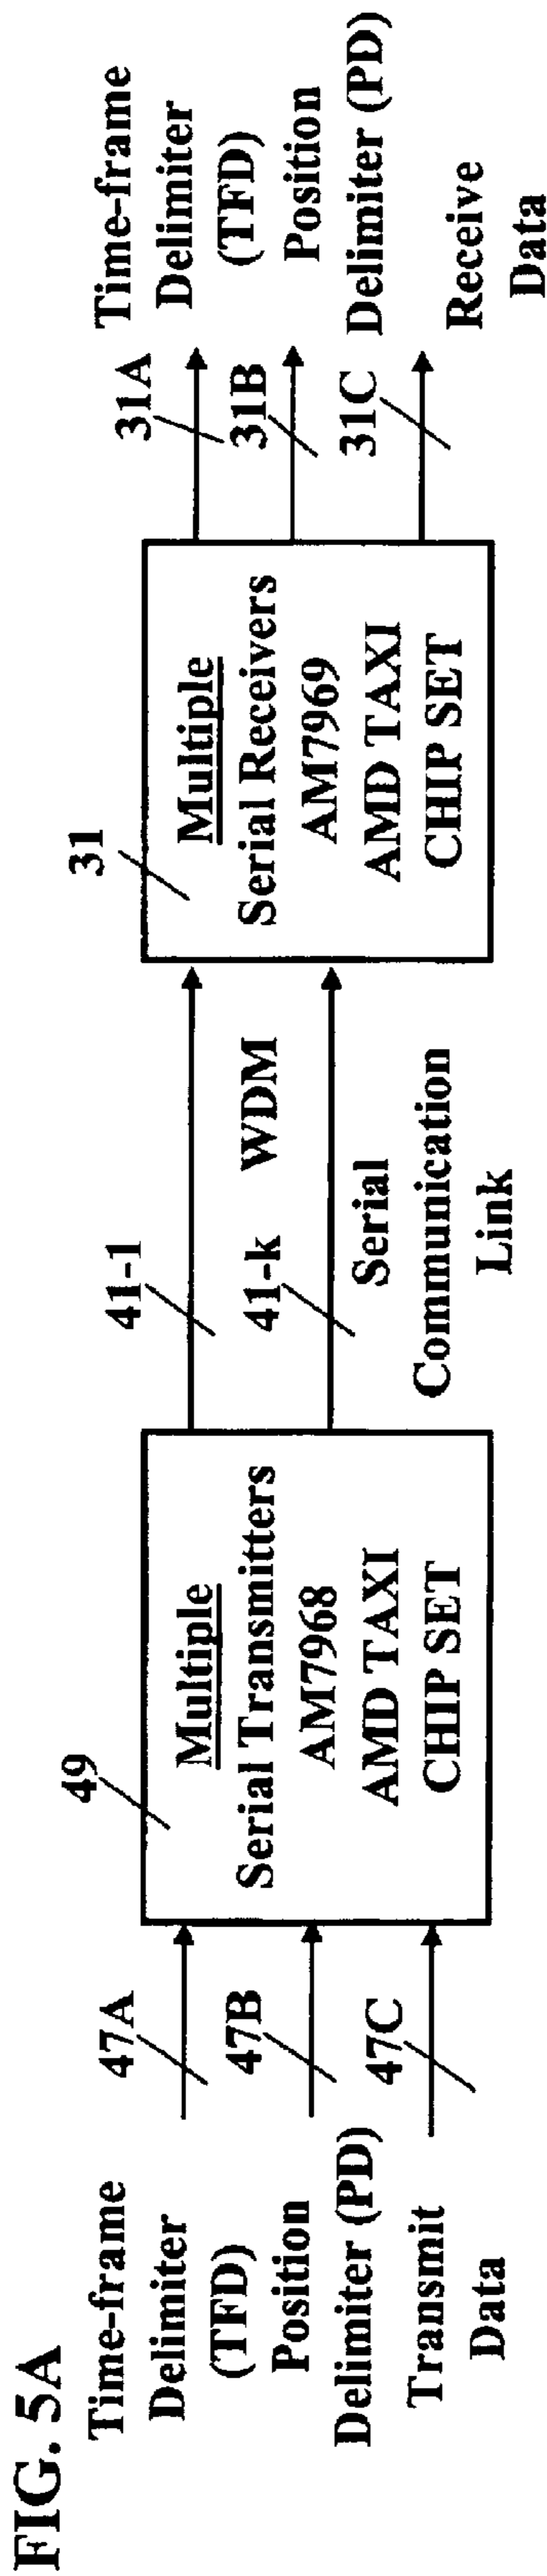 FIG. 5A
Time-frame
Delimiter
(TFD)
Position
Delimiter (PD)
Transmit
Data
47A
47B
47C
49
Multiple
Serial Transmitters
AM7968
AMD TAXI
CHIP SET
41-1
41-k
WDM
Serial
Communication
Link
31
Multiple
Serial Receivers
AM7969
AMD TAXI
CHIP SET
31A
31B
31C
Time-frame
Delimiter
(TFD)
Position
Delimiter (PD)
Receive
Data